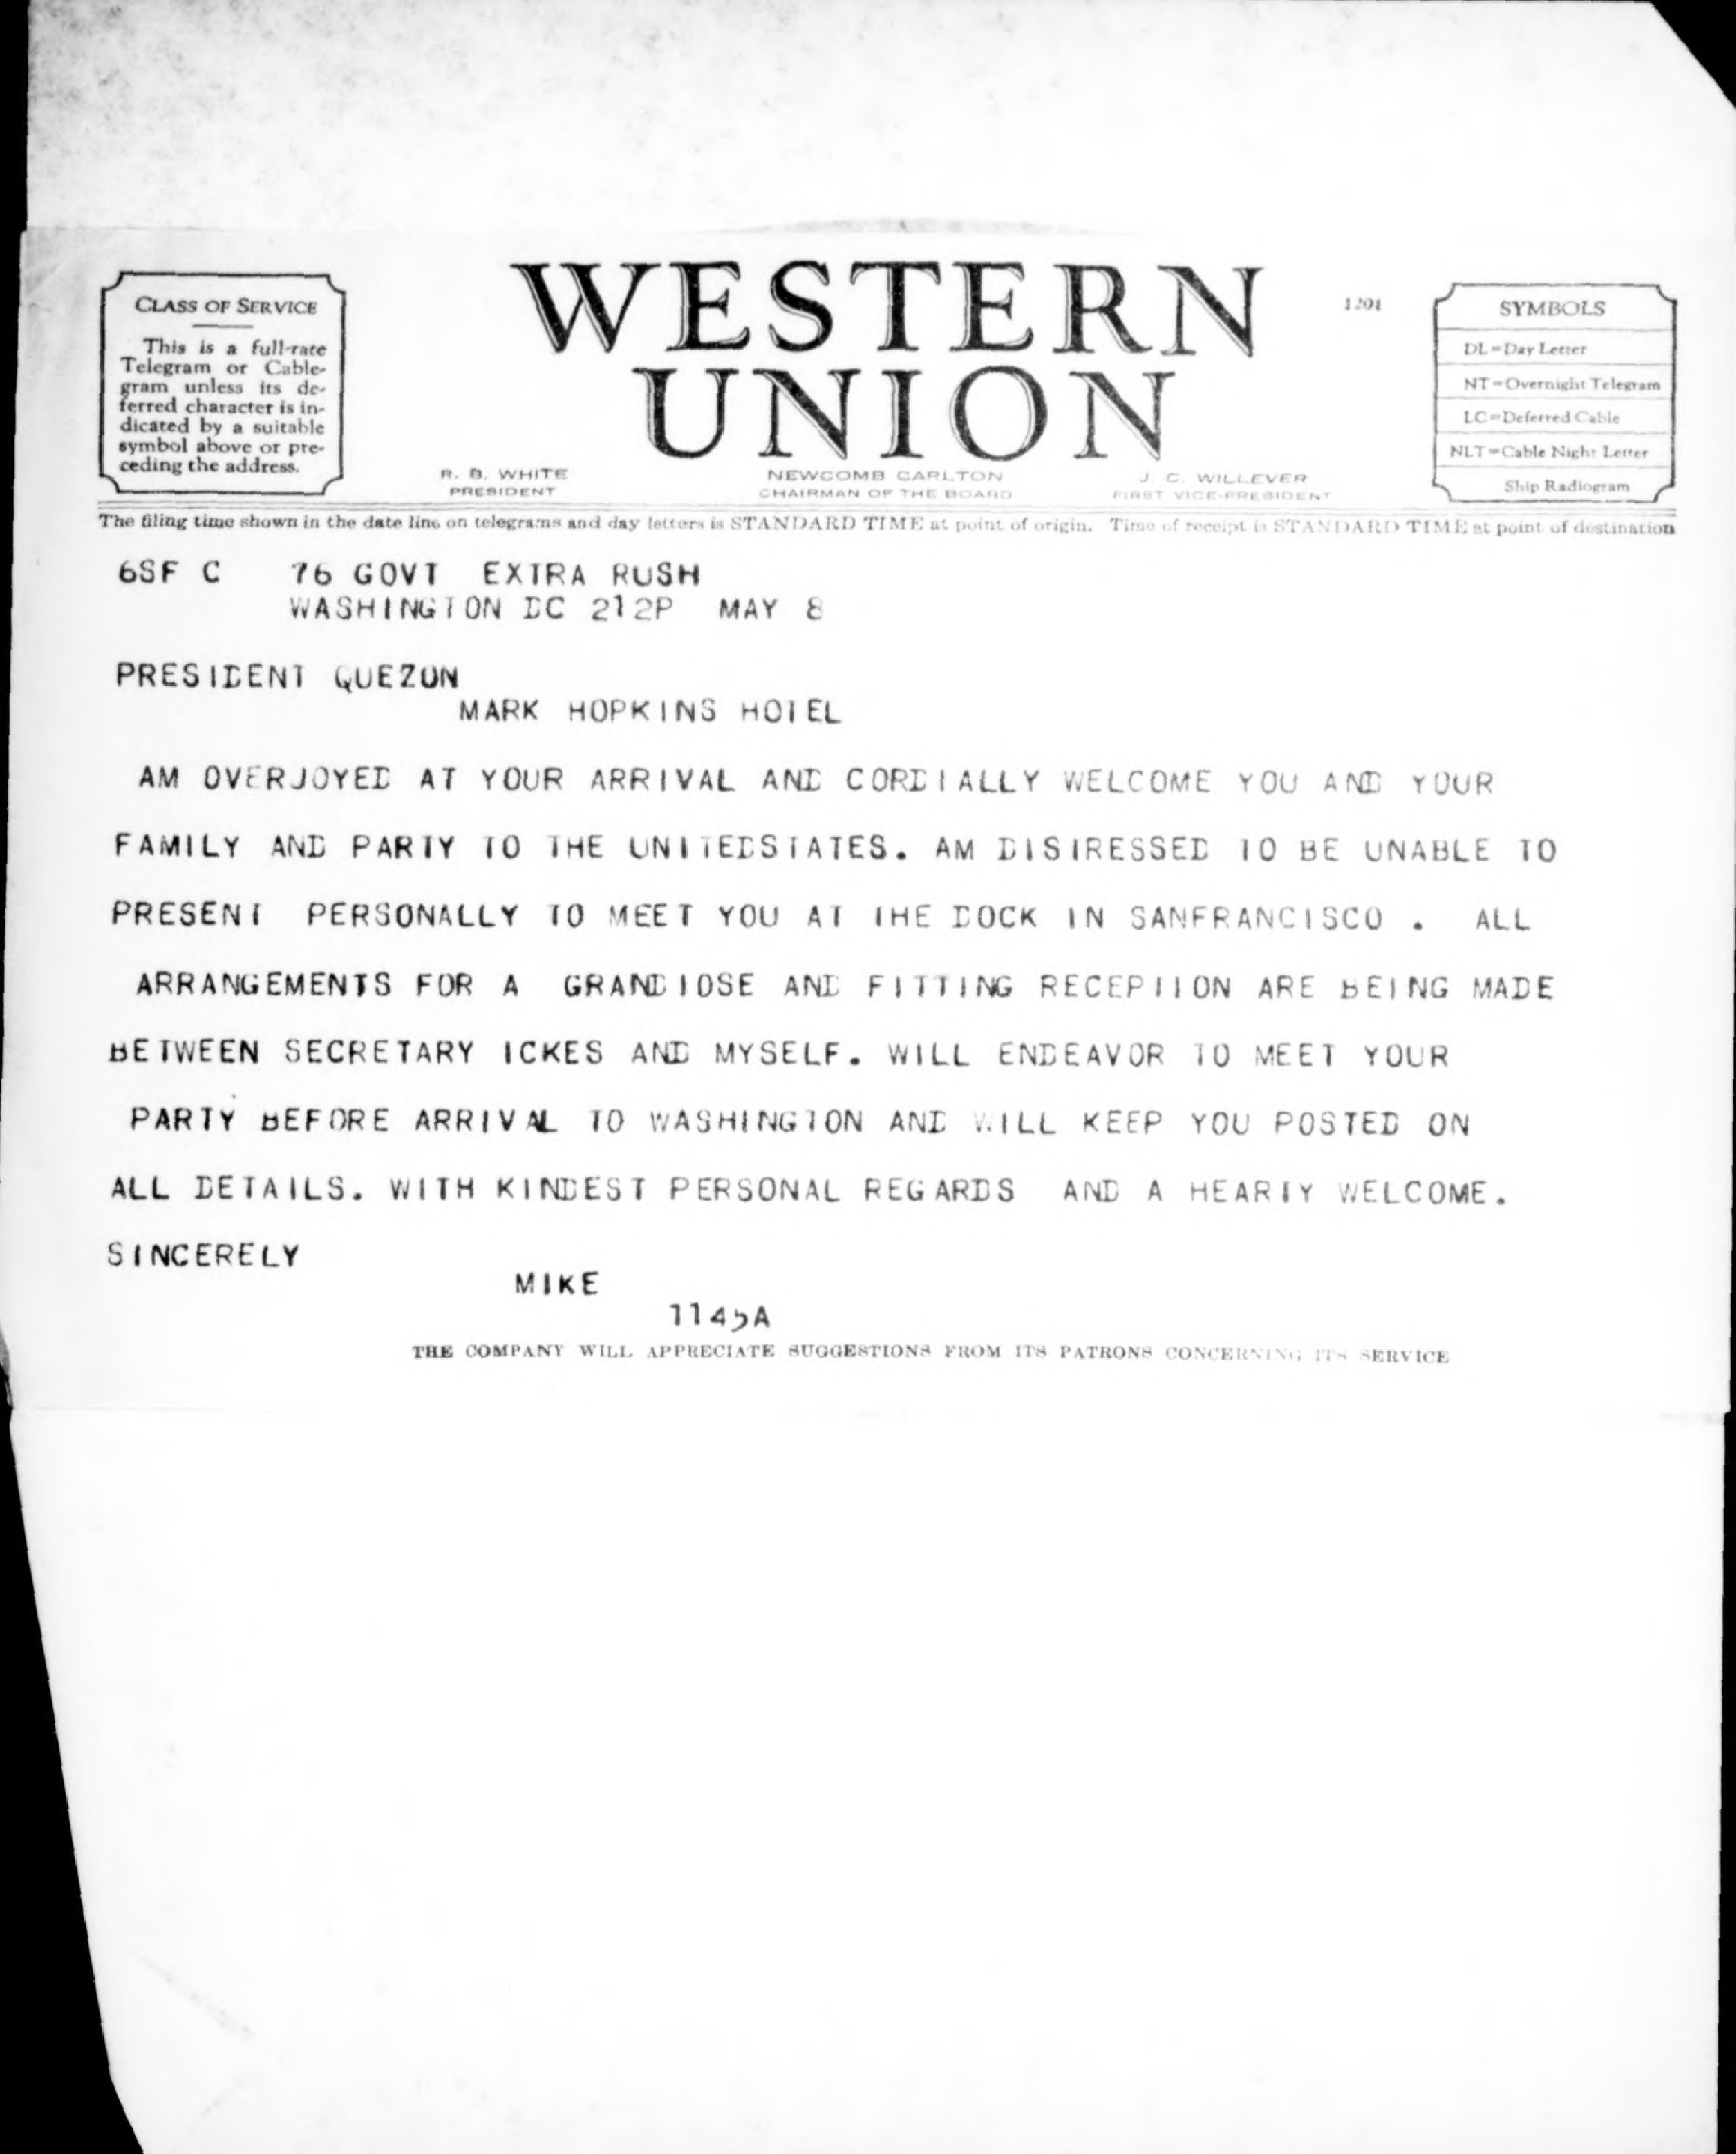 CLASS OF SERVICE
This is a full-rate
Telegram or Cable-
gram unless its de-
ferred character is in-
dicated by a suitable
symbol above or pre-
ceding the address.
WESTERN
UNION
1201
SYMBOLS
DL = Day Letter
NT = Overnight Telegram
LC = Deferred Cable
NLT = Cable Night Letter
Ship Radiogram
R. B. WHITE
PRESIDENT
NEWCOMB CARLTON
CHAIRMAN OF THE BOARD
J. C. WILLEVER
FIRST VICE-PRESIDENT
The filing time shown in the date line on telegrams and day letters is STANDARD TIME at point of origin. Time of receipt is STANDARD TIME at point of destination
6SF C 76 GOVT EXTRA RUSH
WASHINGTON DC 212P MAY 8
PRESIDENT QUEZON
MARK HOPKINS HOTEL
AM OVERJOYED AT YOUR ARRIVAL AND CORDIALLY WELCOME YOU AND YOUR
FAMILY AND PARTY TO THE UNITEDSTATES. AM DISTRESSED TO BE UNABLE TO
PRESENT PERSONALLY TO MEET YOU AT THE DOCK IN SANFRANCISCO . ALL
ARRANGEMENTS FOR A GRANDIOSE AND FITTING RECEPTION ARE BEING MADE
BETWEEN SECRETARY ICKES AND MYSELF. WILL ENDEAVOR TO MEET YOUR
PARTY BEFORE ARRIVAL TO WASHINGTON AND WILL KEEP YOU POSTED ON
ALL DETAILS. WITH KINDEST PERSONAL REGARDS AND A HEARTY WELCOME.
SINCERELY
MIKE
1145A
THE COMPANY WILL APPRECIATE SUGGESTIONS FROM ITS PATRONS CONCERNING ITS SERVICE